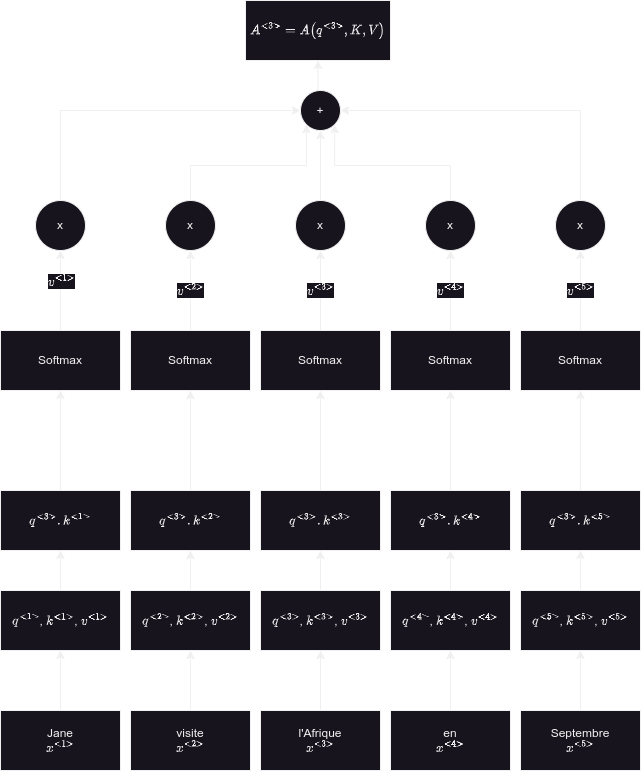 A<3> = A(q<3>, K, V)
+
x x x x x
v<1> v<2> v<3> v<4> v<5>
Softmax Softmax Softmax Softmax Softmax
q<3>.k<1> q<3>.k<2> q<3>.k<3> q<3>.k<4> q<3>.k<5>
q<1>, k<1>, v<1> q<2>, k<2>, v<2> q<3>, k<3>, v<3> q<4>, k<4>, v<4> q<5>, k<5>, v<5>
Jane visite l'Afrique en Septembre
x<1> x<2> x<3> x<4> x<5>